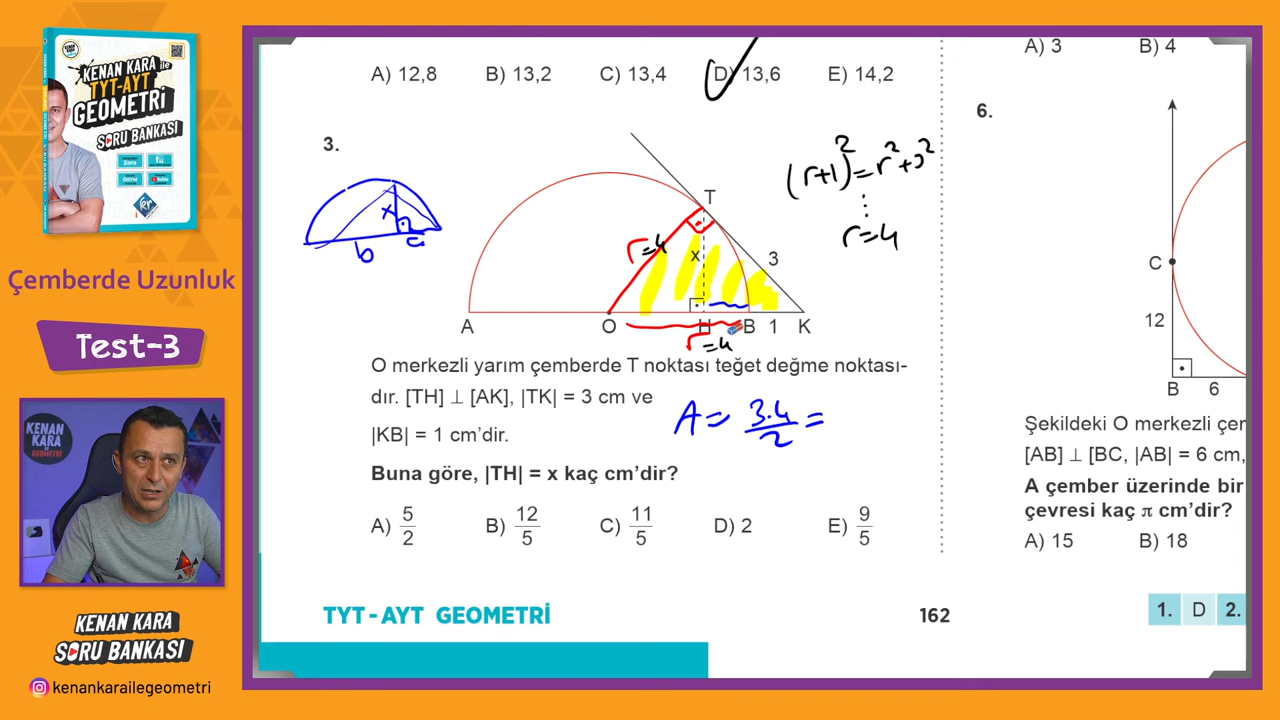 KENAN KARA ile
TYT-AYT
GEOMETRİ
SORU BANKASI
Çemberde Uzunluk
Test-3
KENAN
KARA
GEOMETRİ
KENAN KARA
SORU BANKASI
kenankarailegeometri
A) 12,8 B) 13,2 C) 13,4 D) 13,6 E) 14,2
3.
x
b
a
(r+1)² = r² + 3²
r=4
T
r=4
x
3
A O H B 1 K
r=4
O merkezli yarım çemberde T noktası teğet değme noktası-
dır. [TH] ⊥ [AK], |TK| = 3 cm ve
|KB| = 1 cm’dir.
A = 3.4/2 =
Buna göre, |TH| = x kaç cm’dir?
A) 5/2 B) 12/5 C) 11/5 D) 2 E) 9/5
TYT - AYT GEOMETRİ
162
A) 3 B) 4
6.
C
12
B 6
Şekildeki O merkezli çer
[AB] ⊥ [BC, |AB| = 6 cm,
A çember üzerinde bir
çevresi kaç π cm’dir?
A) 15 B) 18
1. D 2.